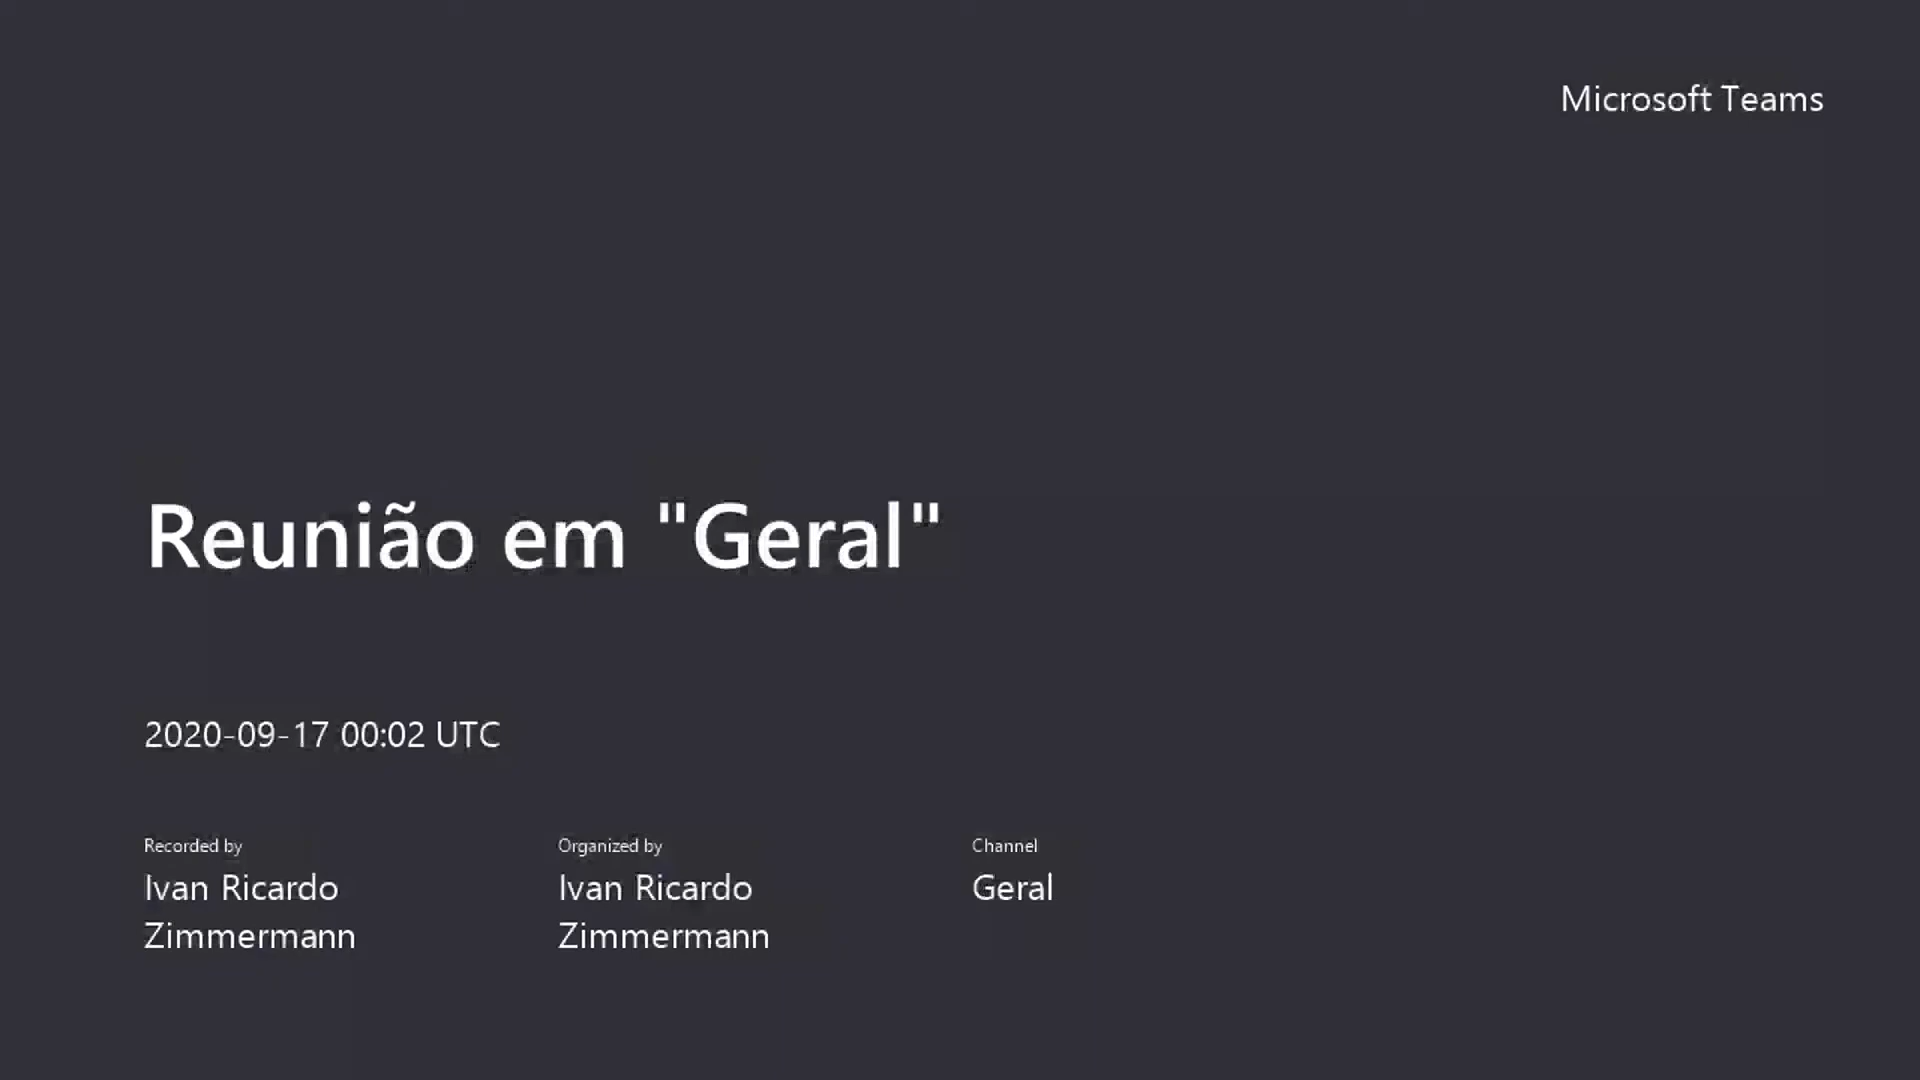 Microsoft Teams
Reunião em "Geral"
2020-09-17 00:02 UTC
Recorded by
Ivan Ricardo
Zimmermann
Organized by
Ivan Ricardo
Zimmermann
Channel
Geral